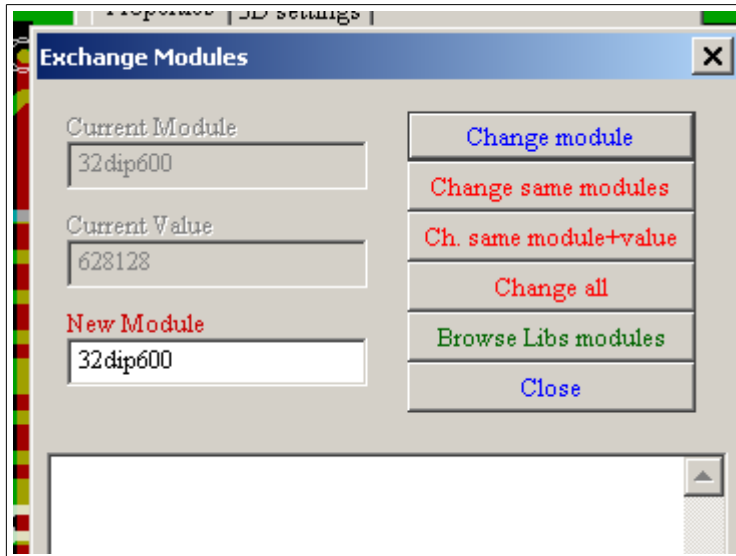 Properties 3D settings
Exchange Modules
Current Module
32dip600
Current Value
628128
New Module
32dip600
Change module
Change same modules
Ch. same module+value
Change all
Browse Libs modules
Close